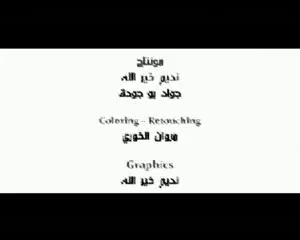 مونتاج
نديم خير الله
جواد بو جودة
Coloring - Retouching
مروان الخوري
Graphics
نديم خير الله